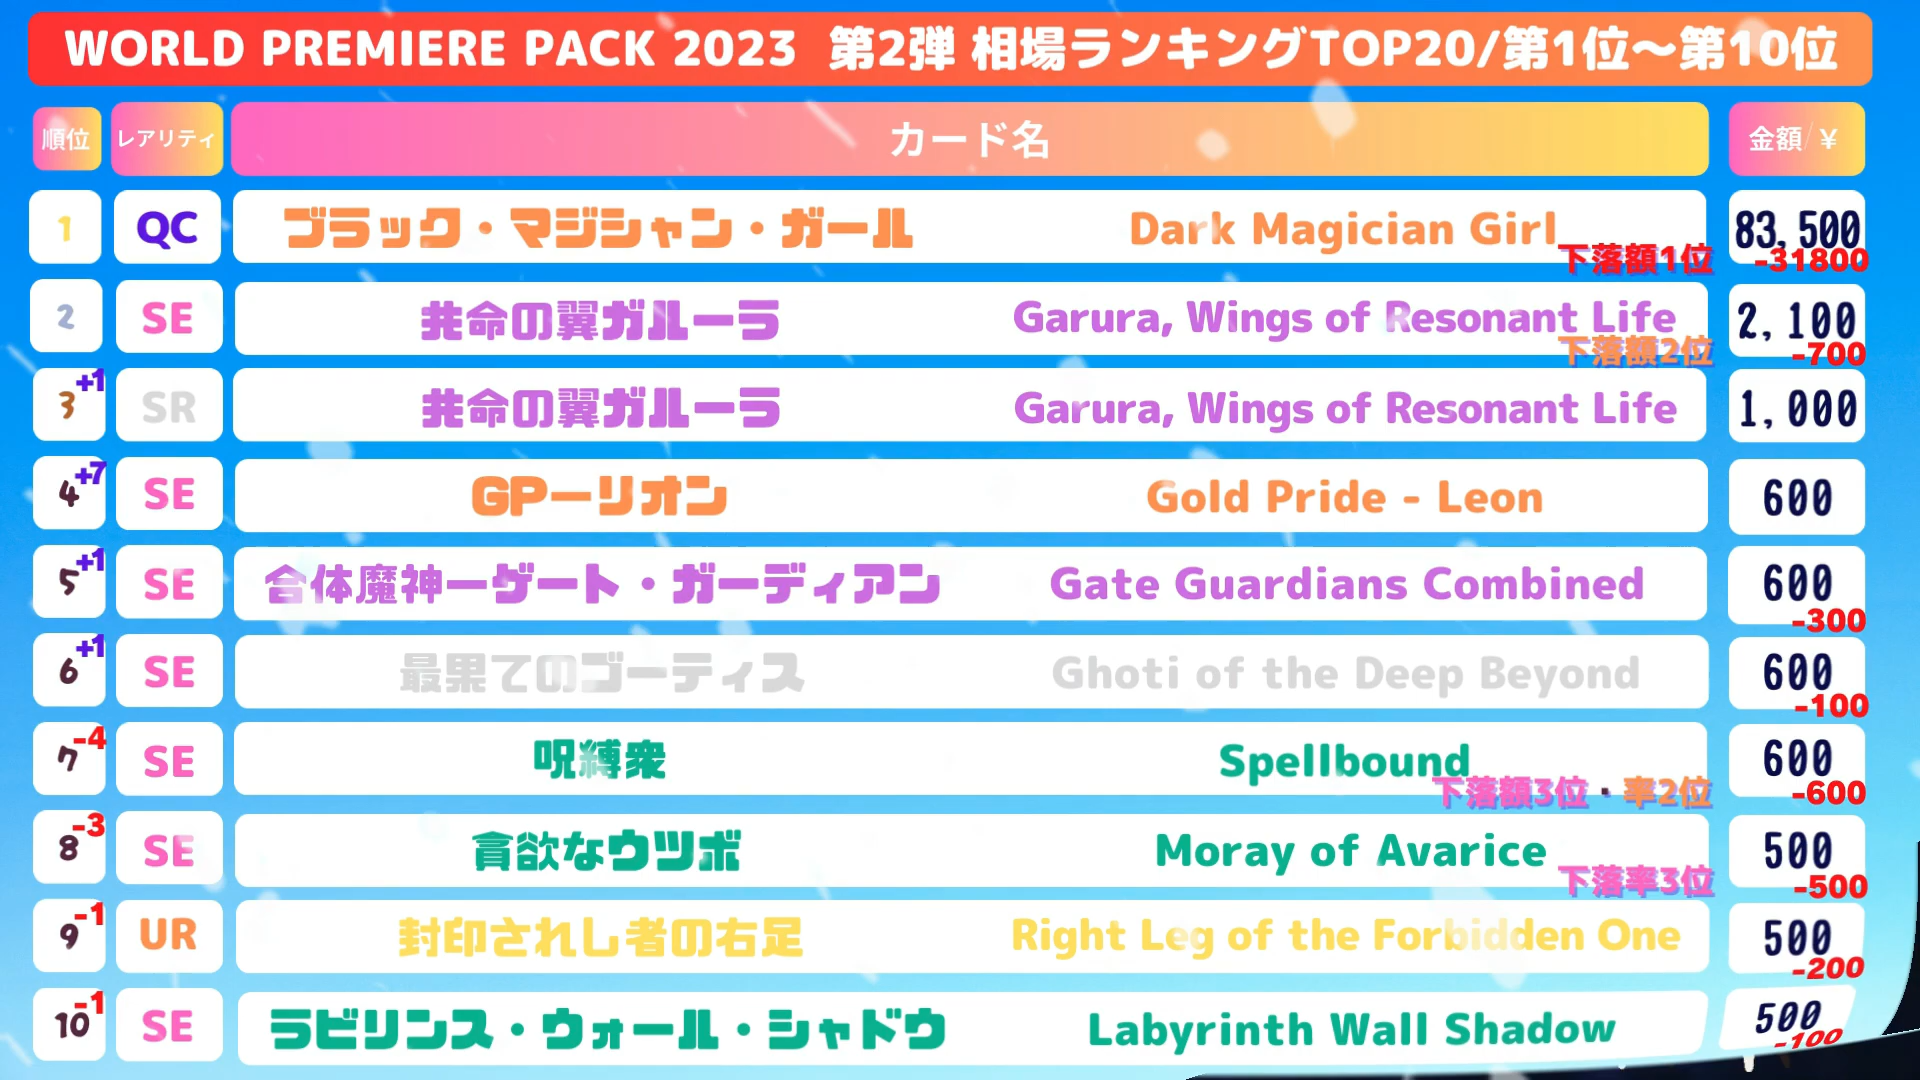 WORLD PREMIERE PACK 2023 第2弾 相場ランキングTOP20/第1位～第10位
順位 レアリティ カード名 金額/¥
1 QC ブラック・マジシャン・ガール Dark Magician Girl 83,500
下落額1位 -31800
2 SE 共命の翼ガルーラ Garura, Wings of Resonant Life 2,100
下落額2位 -700
3 +1 SR 共命の翼ガルーラ Garura, Wings of Resonant Life 1,000
4 +7 SE GP－リオン Gold Pride - Leon 600
5 +1 SE 合体魔神－ゲート・ガーディアン Gate Guardians Combined 600
-300
6 +1 SE 最果てのゴーティス Ghoti of the Deep Beyond 600
-100
7 -4 SE 呪縛衆 Spellbound 600
下落額3位・率2位 -600
8 -3 SE 貪欲なウツボ Moray of Avarice 500
下落率3位 -500
9 -1 UR 封印されし者の右足 Right Leg of the Forbidden One 500
-200
10 -1 SE ラビリンス・ウォール・シャドウ Labyrinth Wall Shadow 500
-100